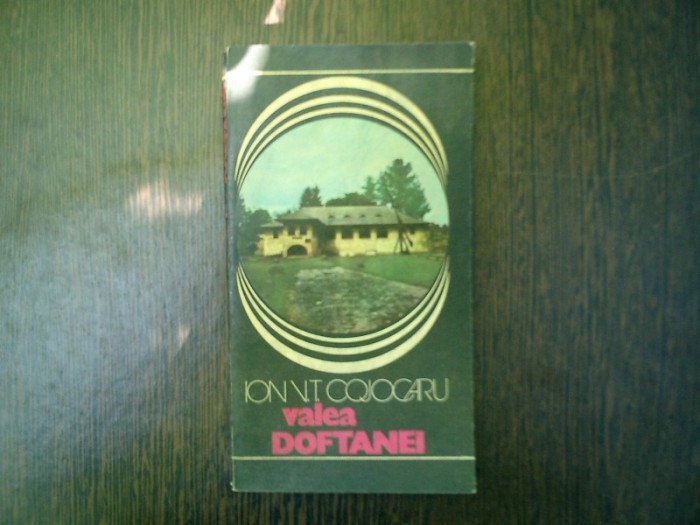 ION V.T. COJOCARU
valea
DOFTANEI